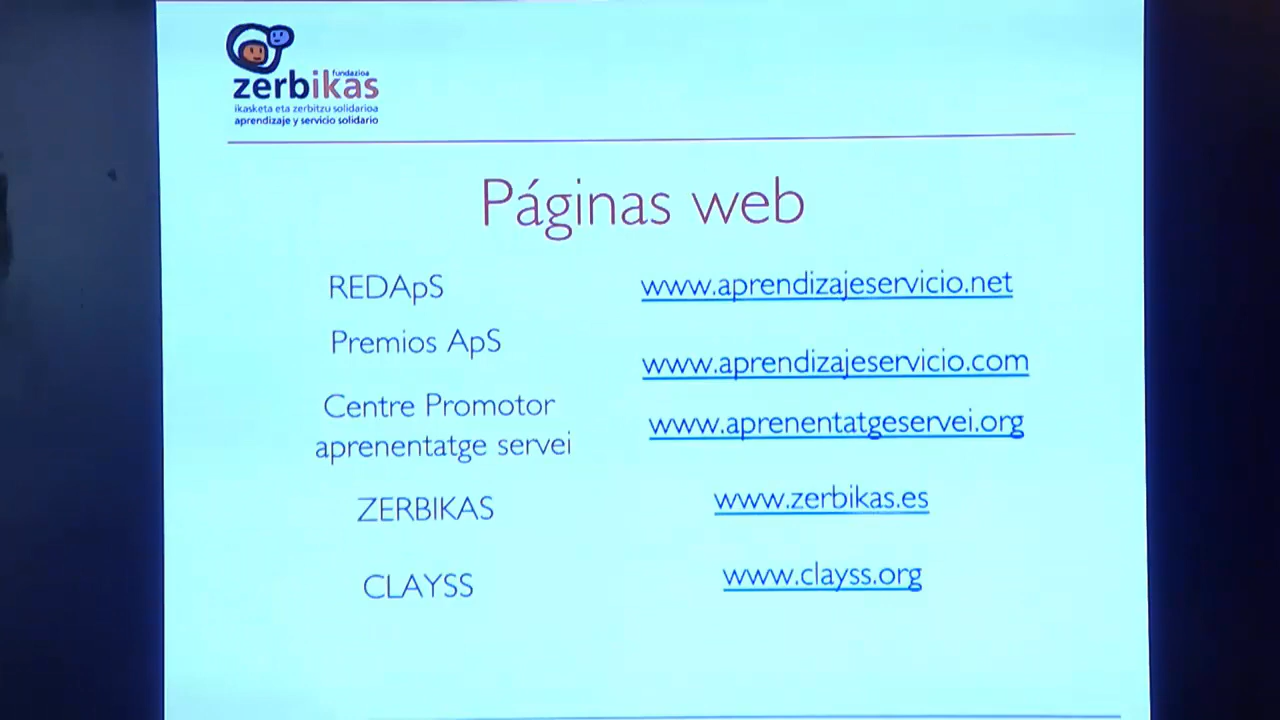 fundazioa
zerbikas
ikasketa eta zerbitzu solidarioa
aprendizaje y servicio solidario
Páginas web
REDApS www.aprendizajeservicio.net
Premios ApS www.aprendizajeservicio.com
Centre Promotor
aprenentatge servei www.aprenentatgeservei.org
ZERBIKAS www.zerbikas.es
CLAYSS www.clayss.org